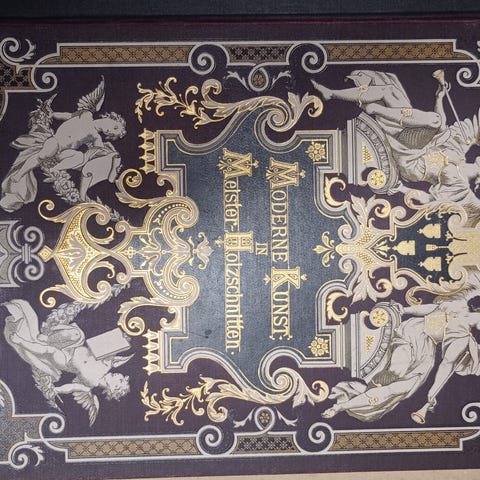 Moderne Kunst
in
Meister-Holzschnitten.